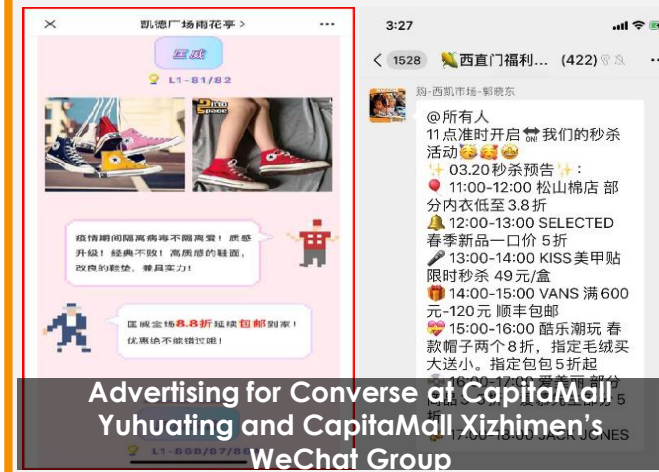 凯德广场雨花亭 >
匡威
L1-81/82
疫情期间隔离病毒不隔离爱！质感
升级！经典不败！高质感的鞋面，
改良的鞋垫，兼具实力！
匡威全场8.8折延续包邮到家！
优惠绝不能错过哦！
3:27
1528
西直门福利... (422)
购-西凯市场-郭晓东
@所有人
11点准时开启我们的秒杀
活动
03.20秒杀预告：
11:00-12:00 松山棉店 部
分内衣低至3.8折
12:00-13:00 SELECTED
春季新品一口价 5折
13:00-14:00 KISS美甲贴
限时秒杀 49元/盒
14:00-15:00 VANS 满600
元-120元 顺丰包邮
15:00-16:00 酷乐潮玩 春
款帽子两个8折，指定毛绒买
大送小。指定包包5折起
16:00-17:00 爱美丽 部分
17:00-18:00 JACK JONES
Advertising for Converse at CapitaMall
Yuhuating and CapitaMall Xizhimen's
WeChat Group